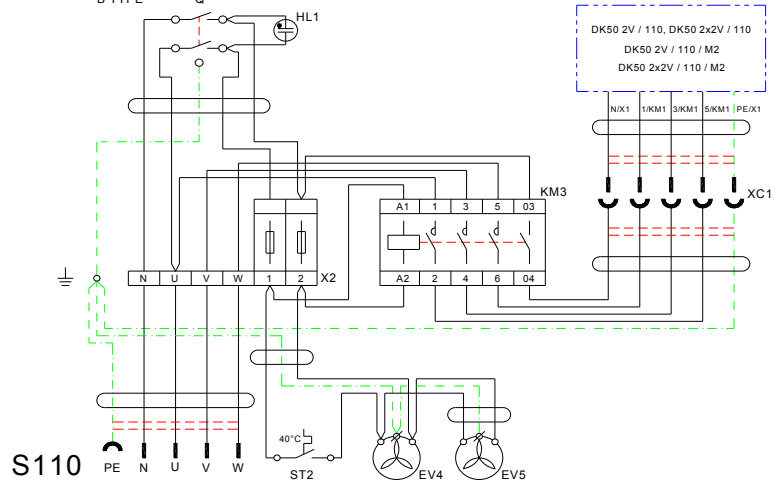 HL1
DK50 2V / 110, DK50 2x2V / 110
DK50 2V / 110 / M2
DK50 2x2V / 110 / M2
N/X1 1/KM1 3/KM1 5/KM1 PE/X1
XC1
KM3
A1 1 3 5 03
A2 2 4 6 04
N U V W 1 2 X2
40°C
ST2 EV4 EV5
S110 PE N U V W